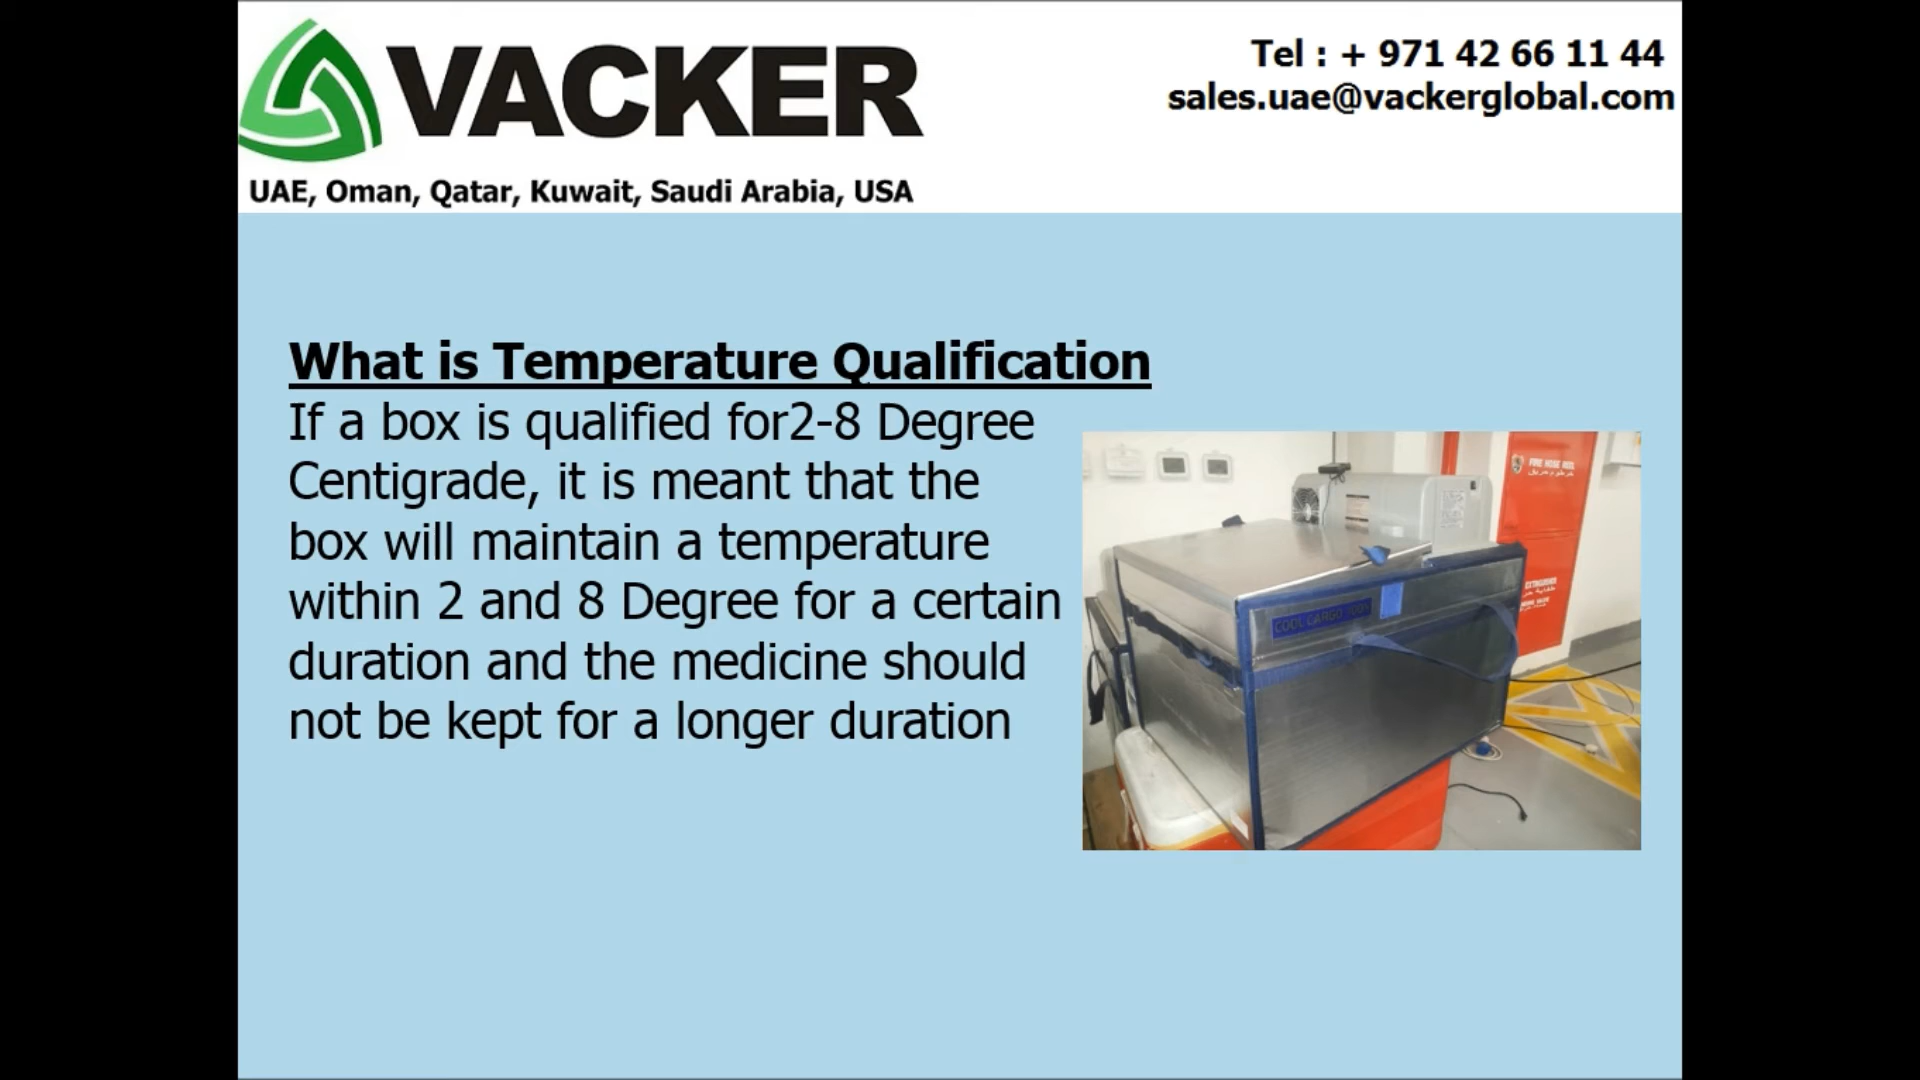 VACKER
UAE, Oman, Qatar, Kuwait, Saudi Arabia, USA
Tel : + 971 42 66 11 44
sales.uae@vackerglobal.com
What is Temperature Qualification
If a box is qualified for2-8 Degree
Centigrade, it is meant that the
box will maintain a temperature
within 2 and 8 Degree for a certain
duration and the medicine should
not be kept for a longer duration
FIRE HOSE REEL
COOL CARGO